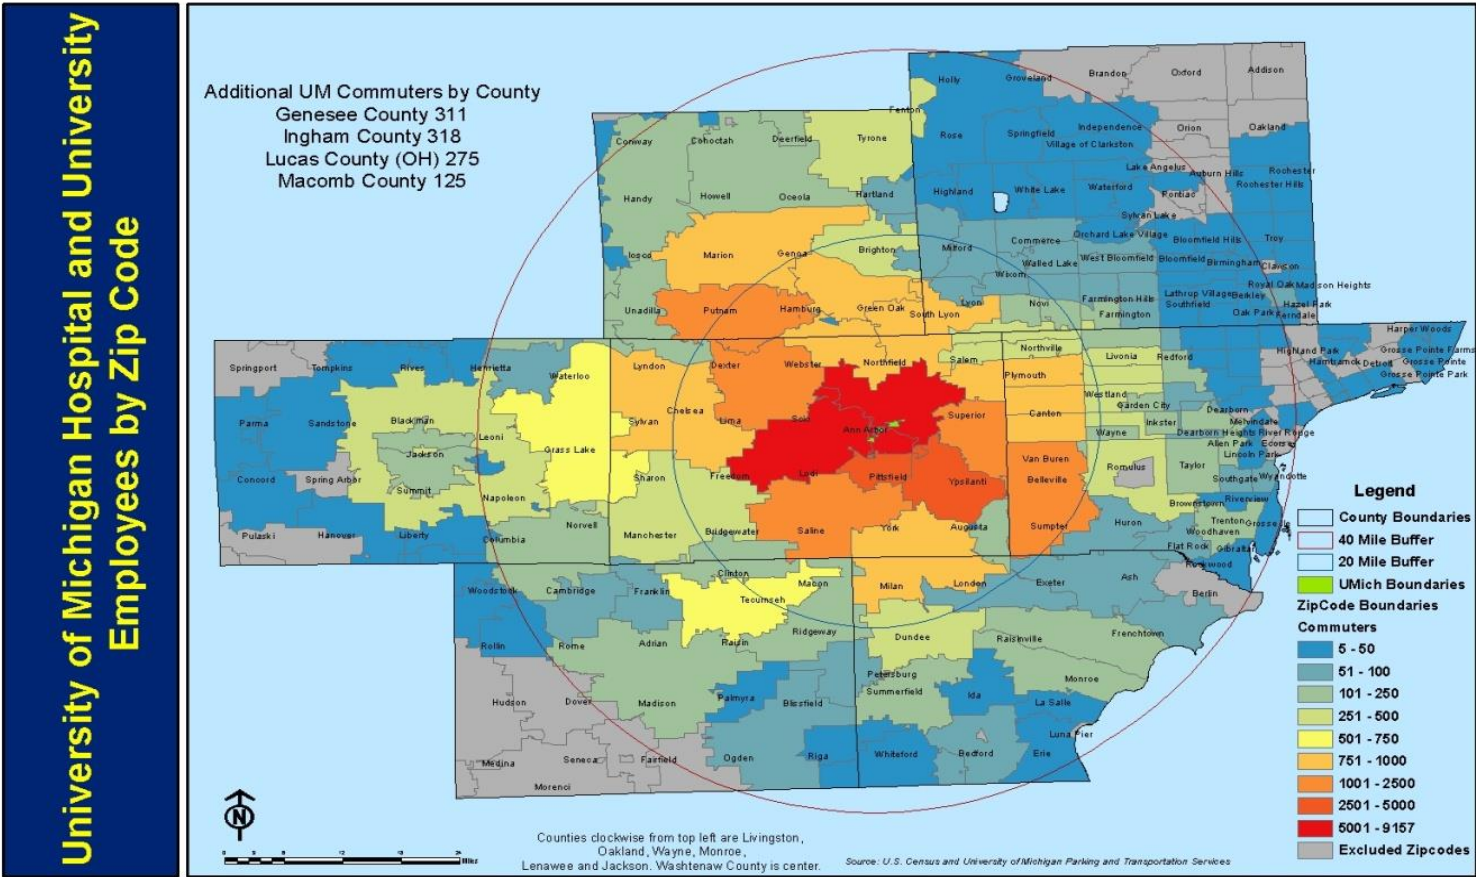 University of Michigan Hospital and University
Employees by Zip Code
Additional UM Commuters by County
Genesee County 311
Ingham County 318
Lucas County (OH) 275
Macomb County 125
Holly
Groveland
Brandon
Oxford
Addison
Fenton
Conway
Cohoctah
Deerfield
Tyrone
Rose
Springfield
Independence
Village of Clarkston
Orion
Oakland
Lake Angelus
Auburn Hills
Rochester
Rochester Hills
Handy
Howell
Oceola
Hartland
Highland
White Lake
Waterford
Pontiac
Sylvan Lake
Iosco
Marion
Genoa
Brighton
Milford
Commerce
Orchard Lake Village
Bloomfield Hills
Troy
Walled Lake
West Bloomfield
Bloomfield
Birmingham
Clawson
Wixom
Royal Oak
Madison Heights
Unadilla
Putnam
Hamburg
Green Oak
South Lyon
Lyon
Novi
Farmington Hills
Farmington
Lathrup Village
Southfield
Berkley
Oak Park
Hazel Park
Ferndale
Springport
Tompkins
Rives
Henrietta
Waterloo
Lyndon
Dexter
Webster
Northfield
Salem
Northville
Livonia
Redford
Highland Park
Hamtramck
Detroit
Harper Woods
Grosse Pointe Farms
Grosse Pointe
Grosse Pointe Park
Parma
Sandstone
Blackman
Leoni
Grass Lake
Sylvan
Chelsea
Lima
Scio
Ann Arbor
Superior
Plymouth
Canton
Westland
Garden City
Wayne
Inkster
Dearborn
Dearborn Heights
Melvindale
River Rouge
Allen Park
Ecorse
Lincoln Park
Jackson
Concord
Spring Arbor
Summit
Napoleon
Sharon
Freedom
Lodi
Pittsfield
Ypsilanti
Van Buren
Belleville
Romulus
Taylor
Southgate
Wyandotte
Pulaski
Hanover
Liberty
Columbia
Norvell
Manchester
Bridgewater
Saline
York
Augusta
Sumpter
Huron
Brownstown
Riverview
Trenton
Grosse Ile
Woodhaven
Flat Rock
Gibraltar
Rockwood
Woodstock
Cambridge
Franklin
Clinton
Tecumseh
Macon
Milan
London
Exeter
Ash
Berlin
Rollin
Rome
Adrian
Raisin
Ridgeway
Dundee
Raisinville
Frenchtown
Hudson
Dover
Madison
Palmyra
Blissfield
Petersburg
Summerfield
Ida
Monroe
La Salle
Luna Pier
Medina
Seneca
Fairfield
Morenci
Ogden
Riga
Whiteford
Bedford
Erie
Legend
County Boundaries
40 Mile Buffer
20 Mile Buffer
UMich Boundaries
ZipCode Boundaries
Commuters
5 - 50
51 - 100
101 - 250
251 - 500
501 - 750
751 - 1000
1001 - 2500
2501 - 5000
5001 - 9157
Excluded Zipcodes
N
Miles
Counties clockwise from top left are Livingston,
Oakland, Wayne, Monroe,
Lenawee and Jackson. Washtenaw County is center.
Source: U.S. Census and University of Michigan Parking and Transportation Services